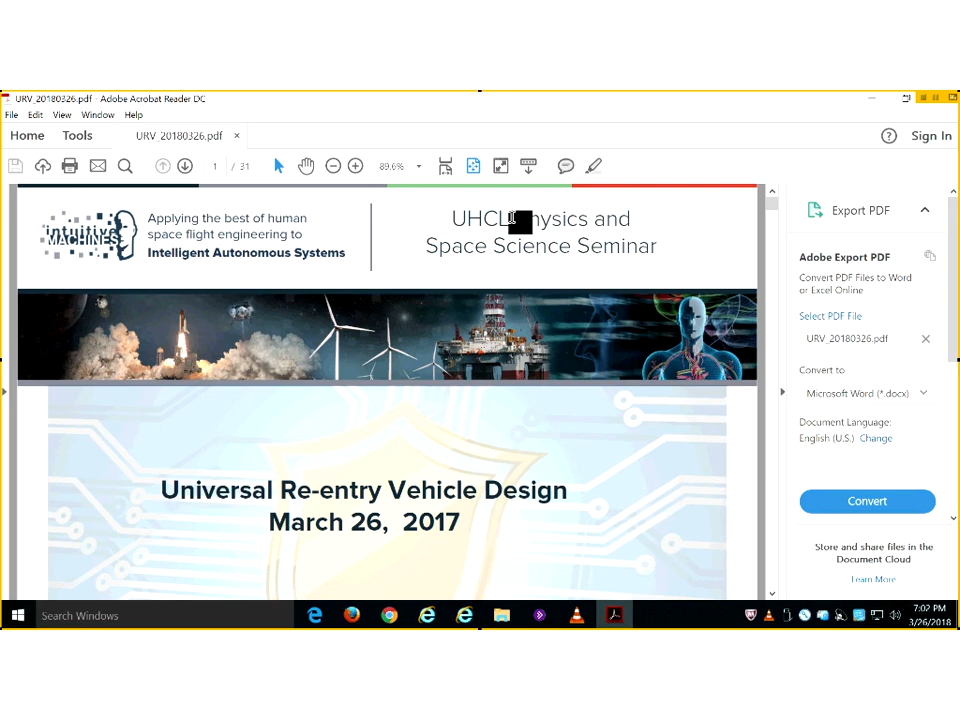 URV_20180326.pdf - Adobe Acrobat Reader DC
File Edit View Window Help
Home Tools URV_20180326.pdf ×
? Sign In
1 / 31 89.6%
intuitive
MACHINES
Applying the best of human
space flight engineering to
Intelligent Autonomous Systems
UHCL Physics and
Space Science Seminar
Universal Re-entry Vehicle Design
March 26, 2017
Export PDF
Adobe Export PDF
Convert PDF Files to Word
or Excel Online
Select PDF File
URV_20180326.pdf
Convert to
Microsoft Word (*.docx)
Document Language:
English (U.S.) Change
Convert
Store and share files in the
Document Cloud
Learn More
Search Windows
7:02 PM
3/26/2018